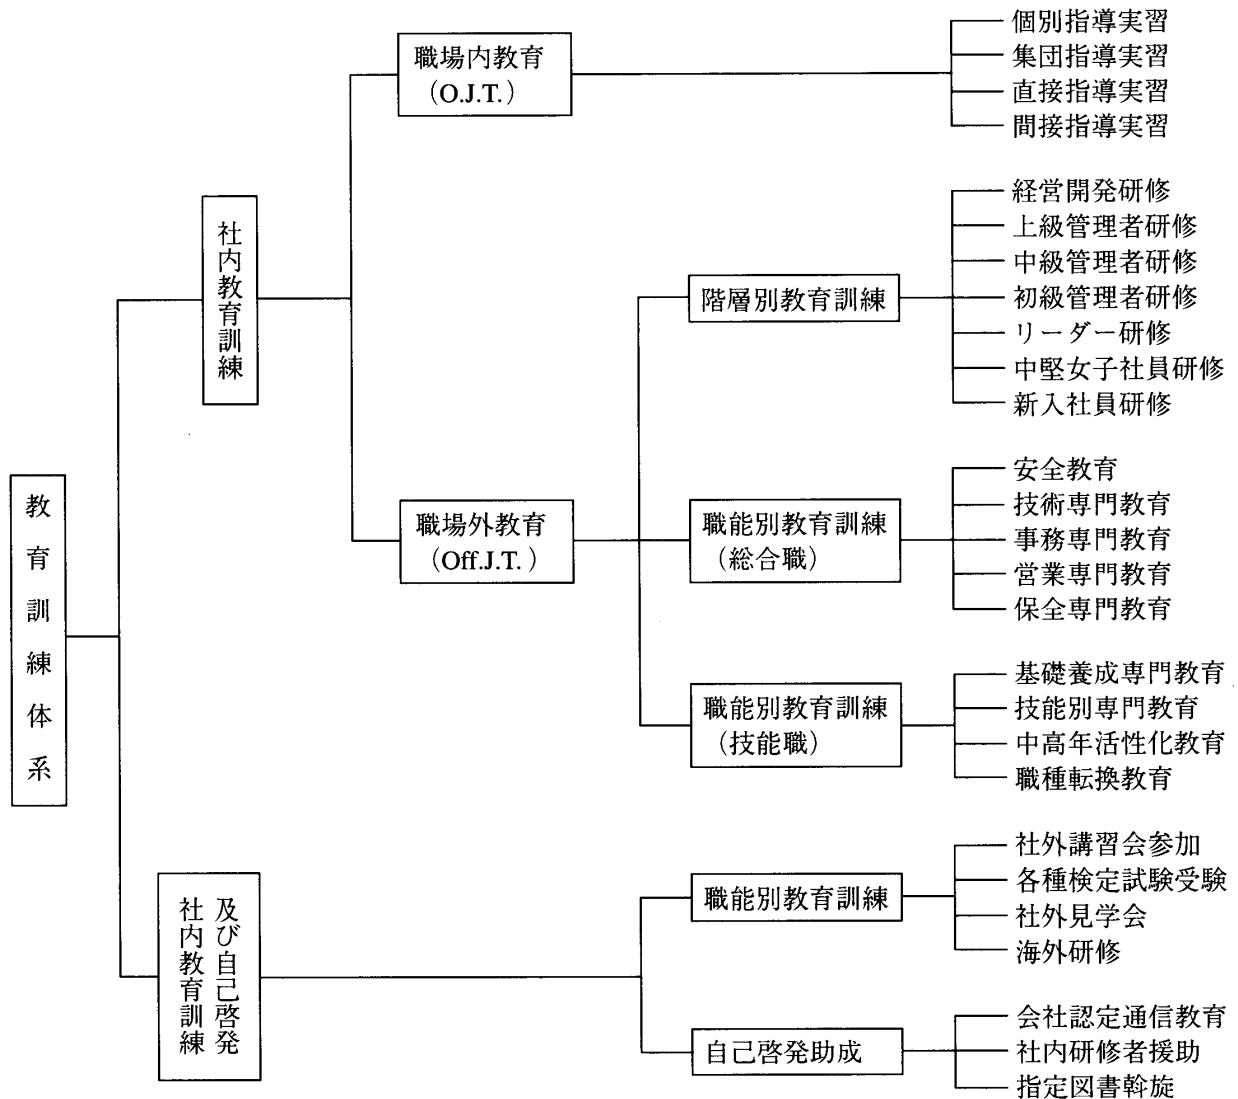 教育訓練体系
社内教育訓練
職場内教育
（O.J.T.）
個別指導実習
集団指導実習
直接指導実習
間接指導実習
職場外教育
（Off.J.T.）
階層別教育訓練
経営開発研修
上級管理者研修
中級管理者研修
初級管理者研修
リーダー研修
中堅女子社員研修
新入社員研修
職能別教育訓練
（総合職）
安全教育
技術専門教育
事務専門教育
営業専門教育
保全専門教育
職能別教育訓練
（技能職）
基礎養成専門教育
技能別専門教育
中高年活性化教育
職種転換教育
及び自己啓発
社内教育訓練
職能別教育訓練
社外講習会参加
各種検定試験受験
社外見学会
海外研修
自己啓発助成
会社認定通信教育
社内研修者援助
指定図書斡旋